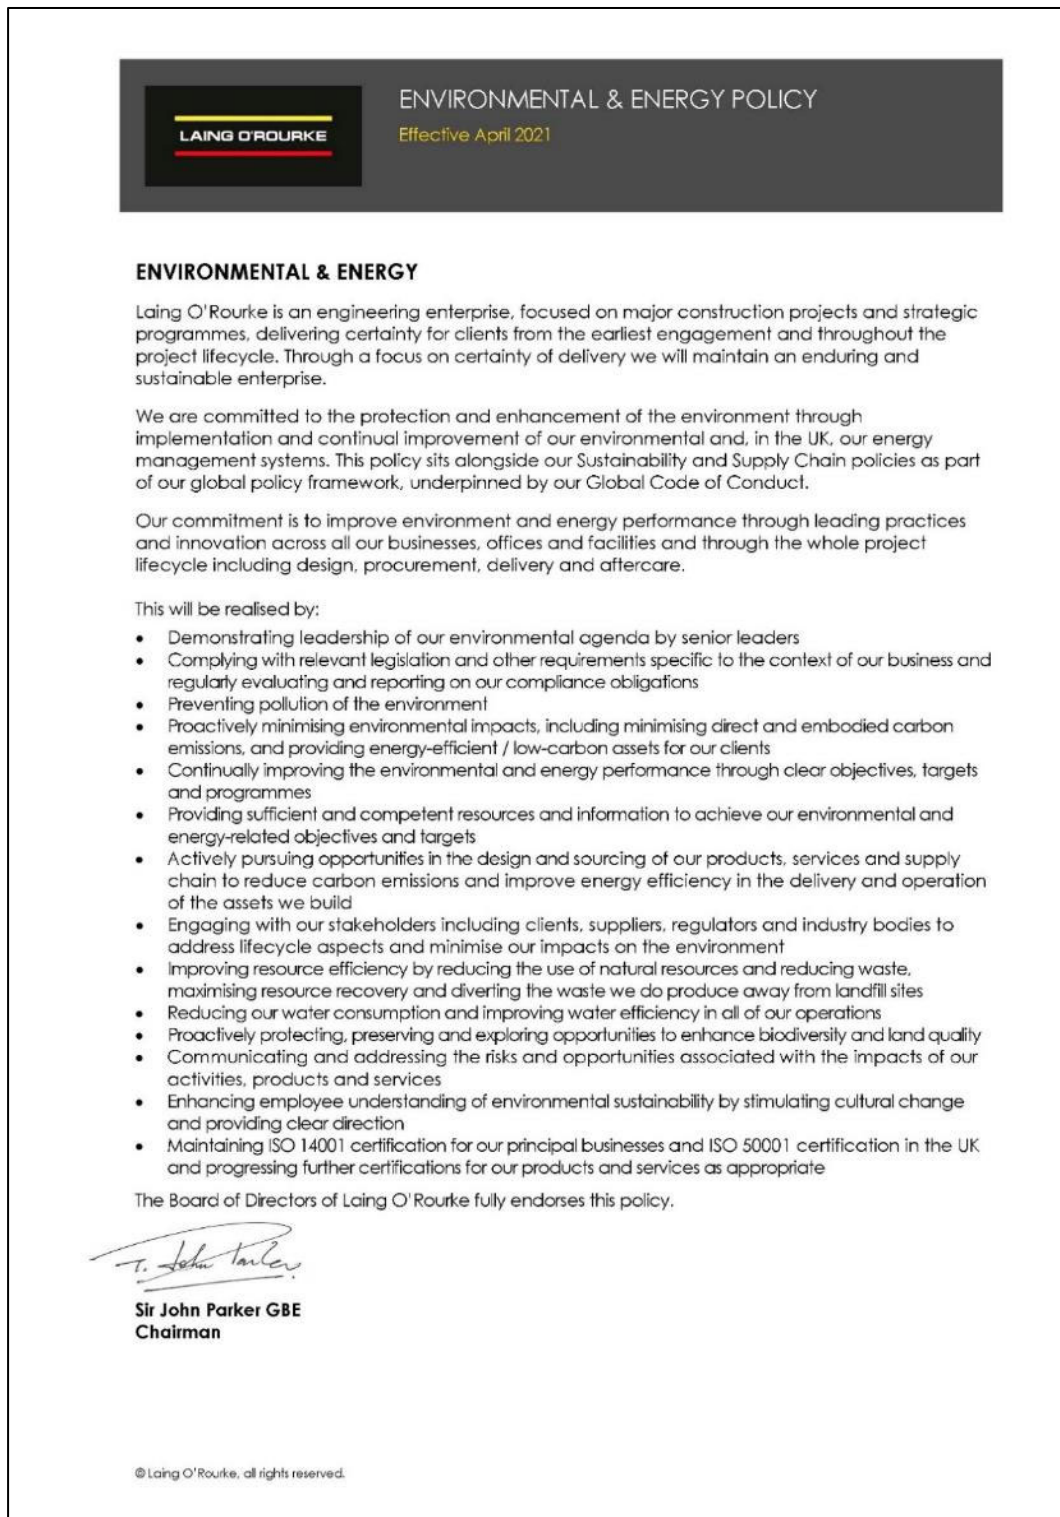 LAING O'ROURKE
ENVIRONMENTAL & ENERGY POLICY
Effective April 2021
ENVIRONMENTAL & ENERGY
Laing O'Rourke is an engineering enterprise, focused on major construction projects and strategic
programmes, delivering certainty for clients from the earliest engagement and throughout the
project lifecycle. Through a focus on certainty of delivery we will maintain an enduring and
sustainable enterprise.
We are committed to the protection and enhancement of the environment through
implementation and continual improvement of our environmental and, in the UK, our energy
management systems. This policy sits alongside our Sustainability and Supply Chain policies as part
of our global policy framework, underpinned by our Global Code of Conduct.
Our commitment is to improve environment and energy performance through leading practices
and innovation across all our businesses, offices and facilities and through the whole project
lifecycle including design, procurement, delivery and aftercare.
This will be realised by:
• Demonstrating leadership of our environmental agenda by senior leaders
• Complying with relevant legislation and other requirements specific to the context of our business and
regularly evaluating and reporting on our compliance obligations
• Preventing pollution of the environment
• Proactively minimising environmental impacts, including minimising direct and embodied carbon
emissions, and providing energy-efficient / low-carbon assets for our clients
• Continually improving the environmental and energy performance through clear objectives, targets
and programmes
• Providing sufficient and competent resources and information to achieve our environmental and
energy-related objectives and targets
• Actively pursuing opportunities in the design and sourcing of our products, services and supply
chain to reduce carbon emissions and improve energy efficiency in the delivery and operation
of the assets we build
• Engaging with our stakeholders including clients, suppliers, regulators and industry bodies to
address lifecycle aspects and minimise our impacts on the environment
• Improving resource efficiency by reducing the use of natural resources and reducing waste,
maximising resource recovery and diverting the waste we do produce away from landfill sites
• Reducing our water consumption and improving water efficiency in all of our operations
• Proactively protecting, preserving and exploring opportunities to enhance biodiversity and land quality
• Communicating and addressing the risks and opportunities associated with the impacts of our
activities, products and services
• Enhancing employee understanding of environmental sustainability by stimulating cultural change
and providing clear direction
• Maintaining ISO 14001 certification for our principal businesses and ISO 50001 certification in the UK
and progressing further certifications for our products and services as appropriate
The Board of Directors of Laing O'Rourke fully endorses this policy.
T. John Parker
Sir John Parker GBE
Chairman
© Laing O'Rourke, all rights reserved.